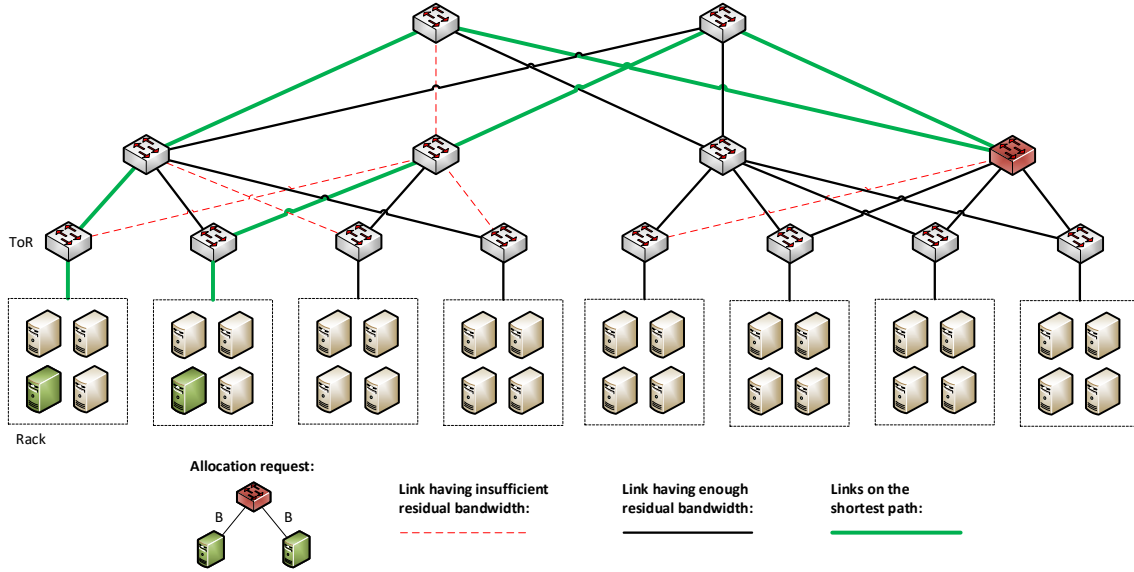 ToR
Rack
Allocation request:
B B
Link having insufficient
residual bandwidth:
Link having enough
residual bandwidth:
Links on the
shortest path: